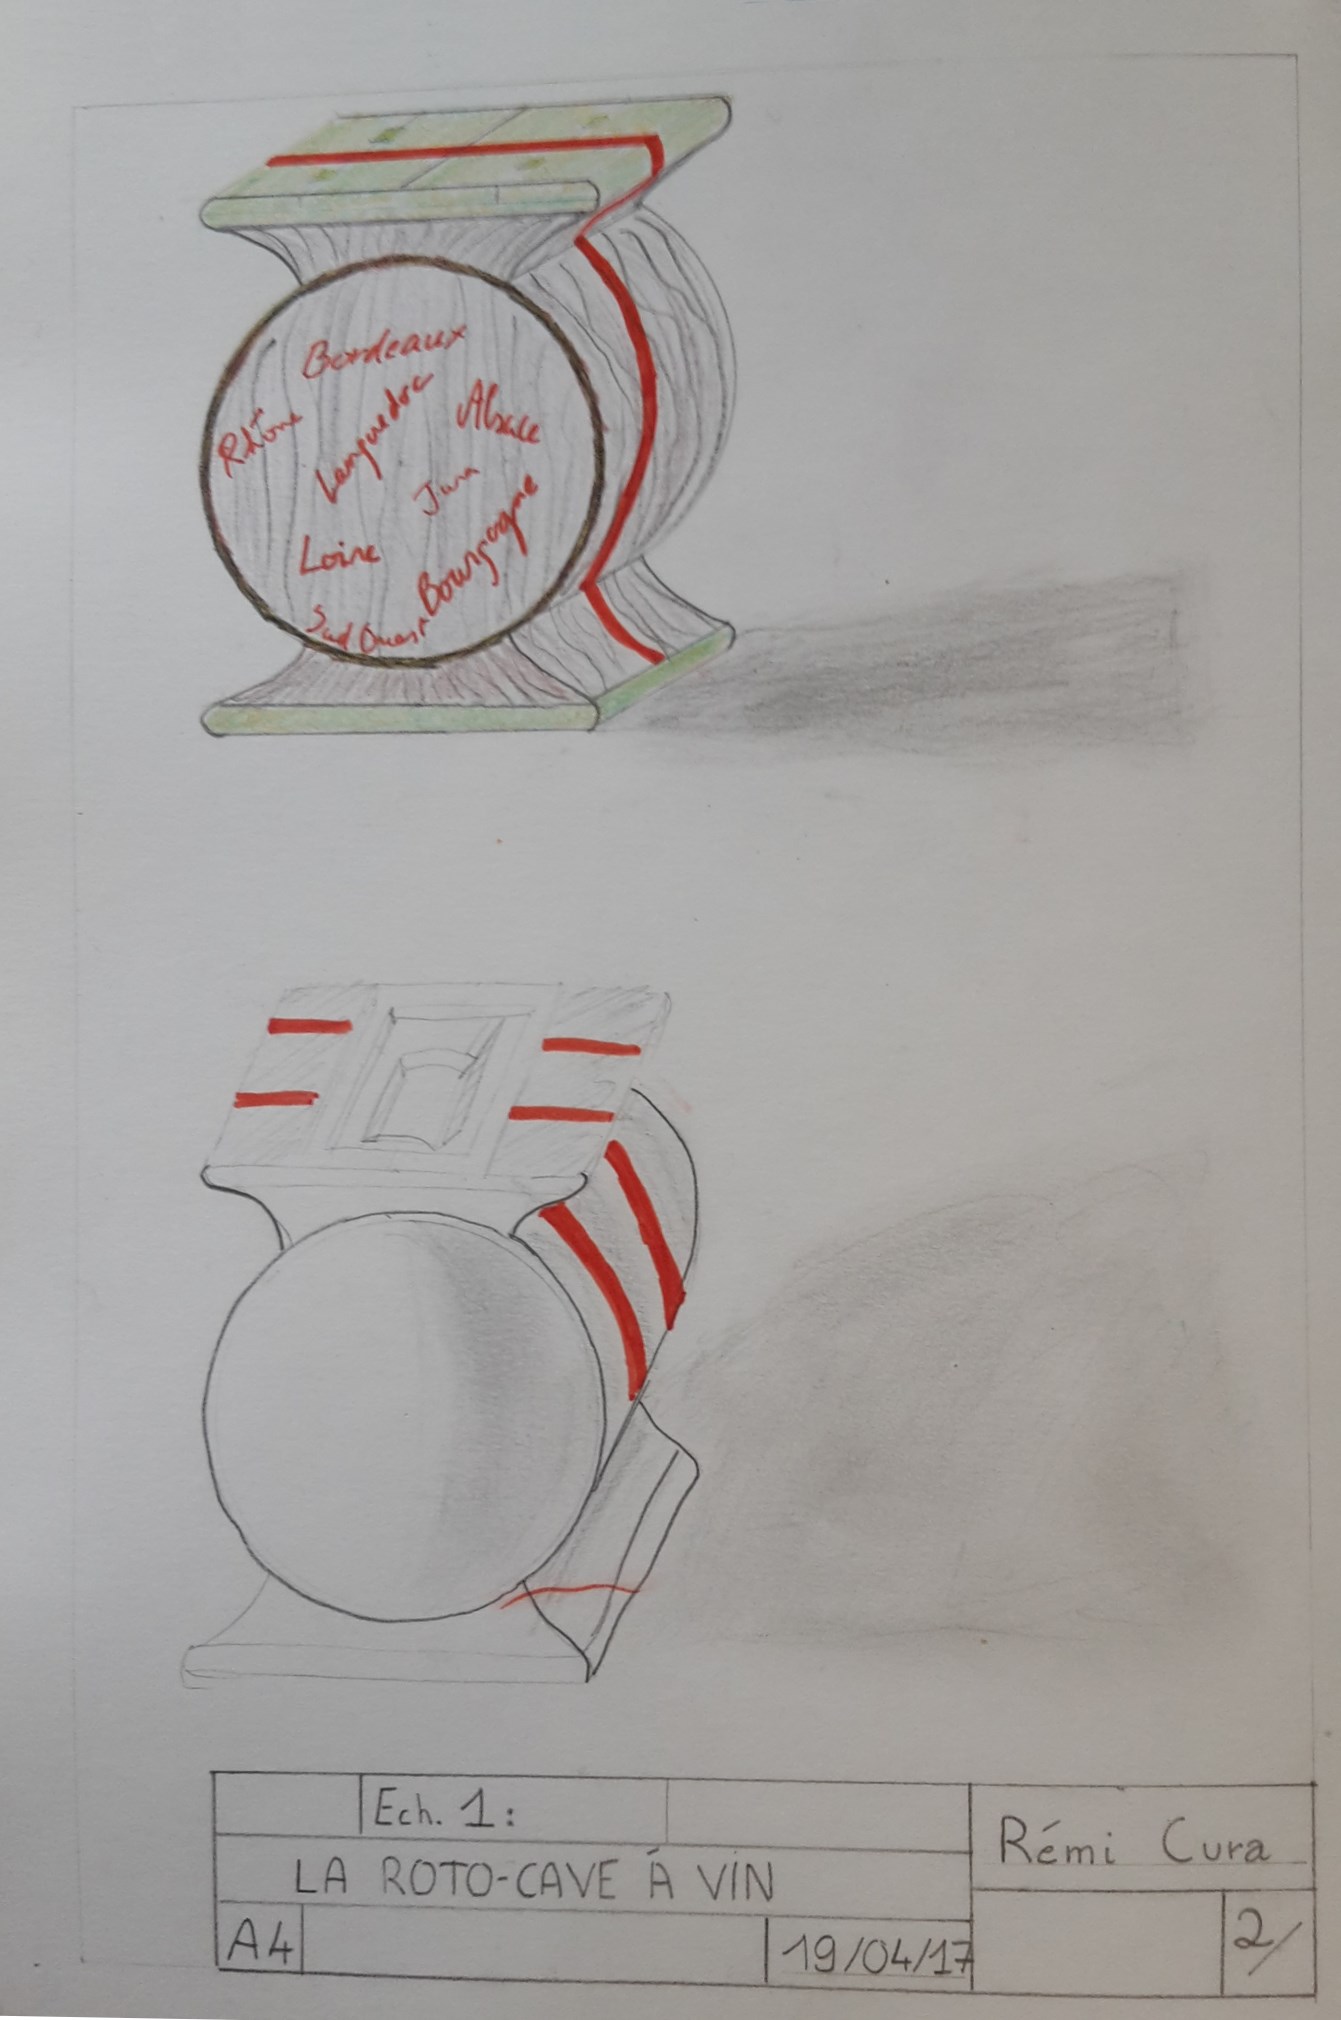 Bordeaux
Rhône
Languedoc
Alsace
Jura
Loire
Bourgogne
Sud Ouest
Ech. 1:
LA ROTO-CAVE Á VIN
Rémi Cura
A4
19/04/17
2/